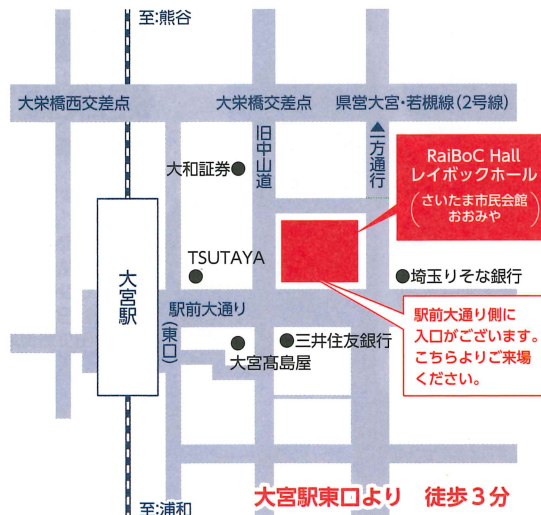 至:熊谷
大栄橋西交差点
大栄橋交差点
県営大宮・若槻線(2号線)
旧中山道
▲一方通行
大和証券
RaiBoC Hall
レイボックホール
(さいたま市民会館
おおみや)
TSUTAYA
大宮駅
埼玉りそな銀行
駅前大通り
(東口)
三井住友銀行
大宮髙島屋
駅前大通り側に
入口がございます。
こちらよりご来場
ください。
大宮駅東口より 徒歩3分
至:浦和